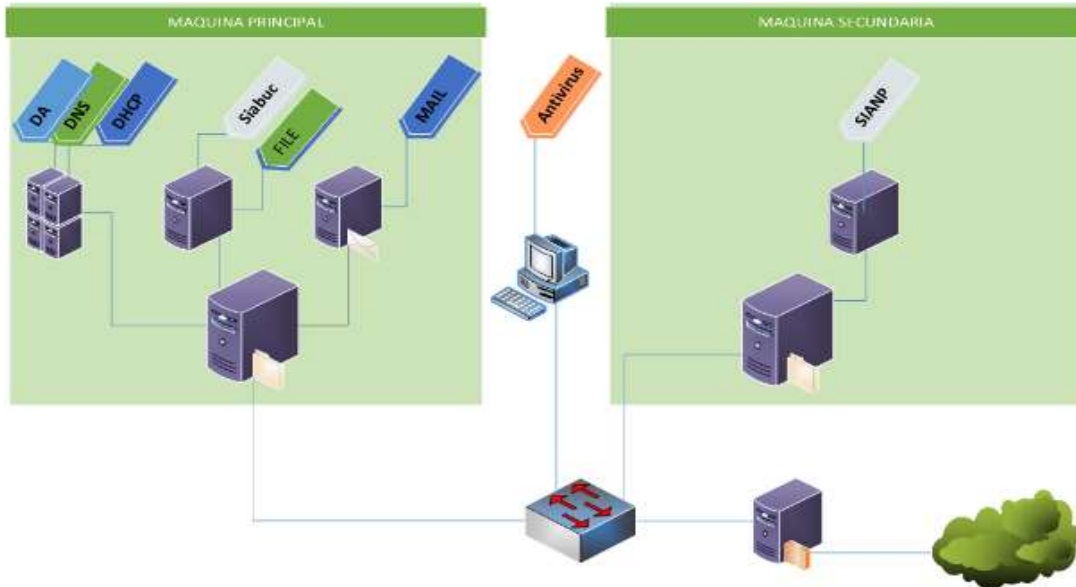 MAQUINA PRINCIPAL
MAQUINA SECUNDARIA
DA
DNS
DHCP
Siabuc
FILE
MAIL
Antivirus
SIANP